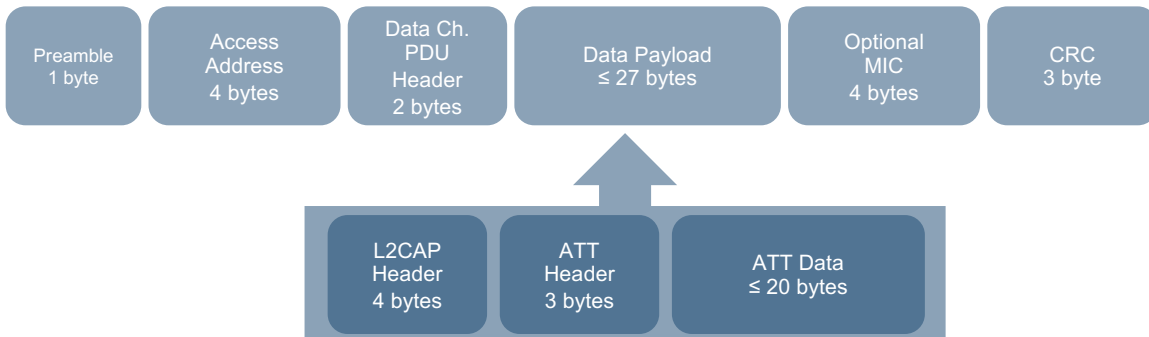 Preamble
1 byte
Access
Address
4 bytes
Data Ch.
PDU
Header
2 bytes
Data Payload
≤ 27 bytes
Optional
MIC
4 bytes
CRC
3 byte
L2CAP
Header
4 bytes
ATT
Header
3 bytes
ATT Data
≤ 20 bytes